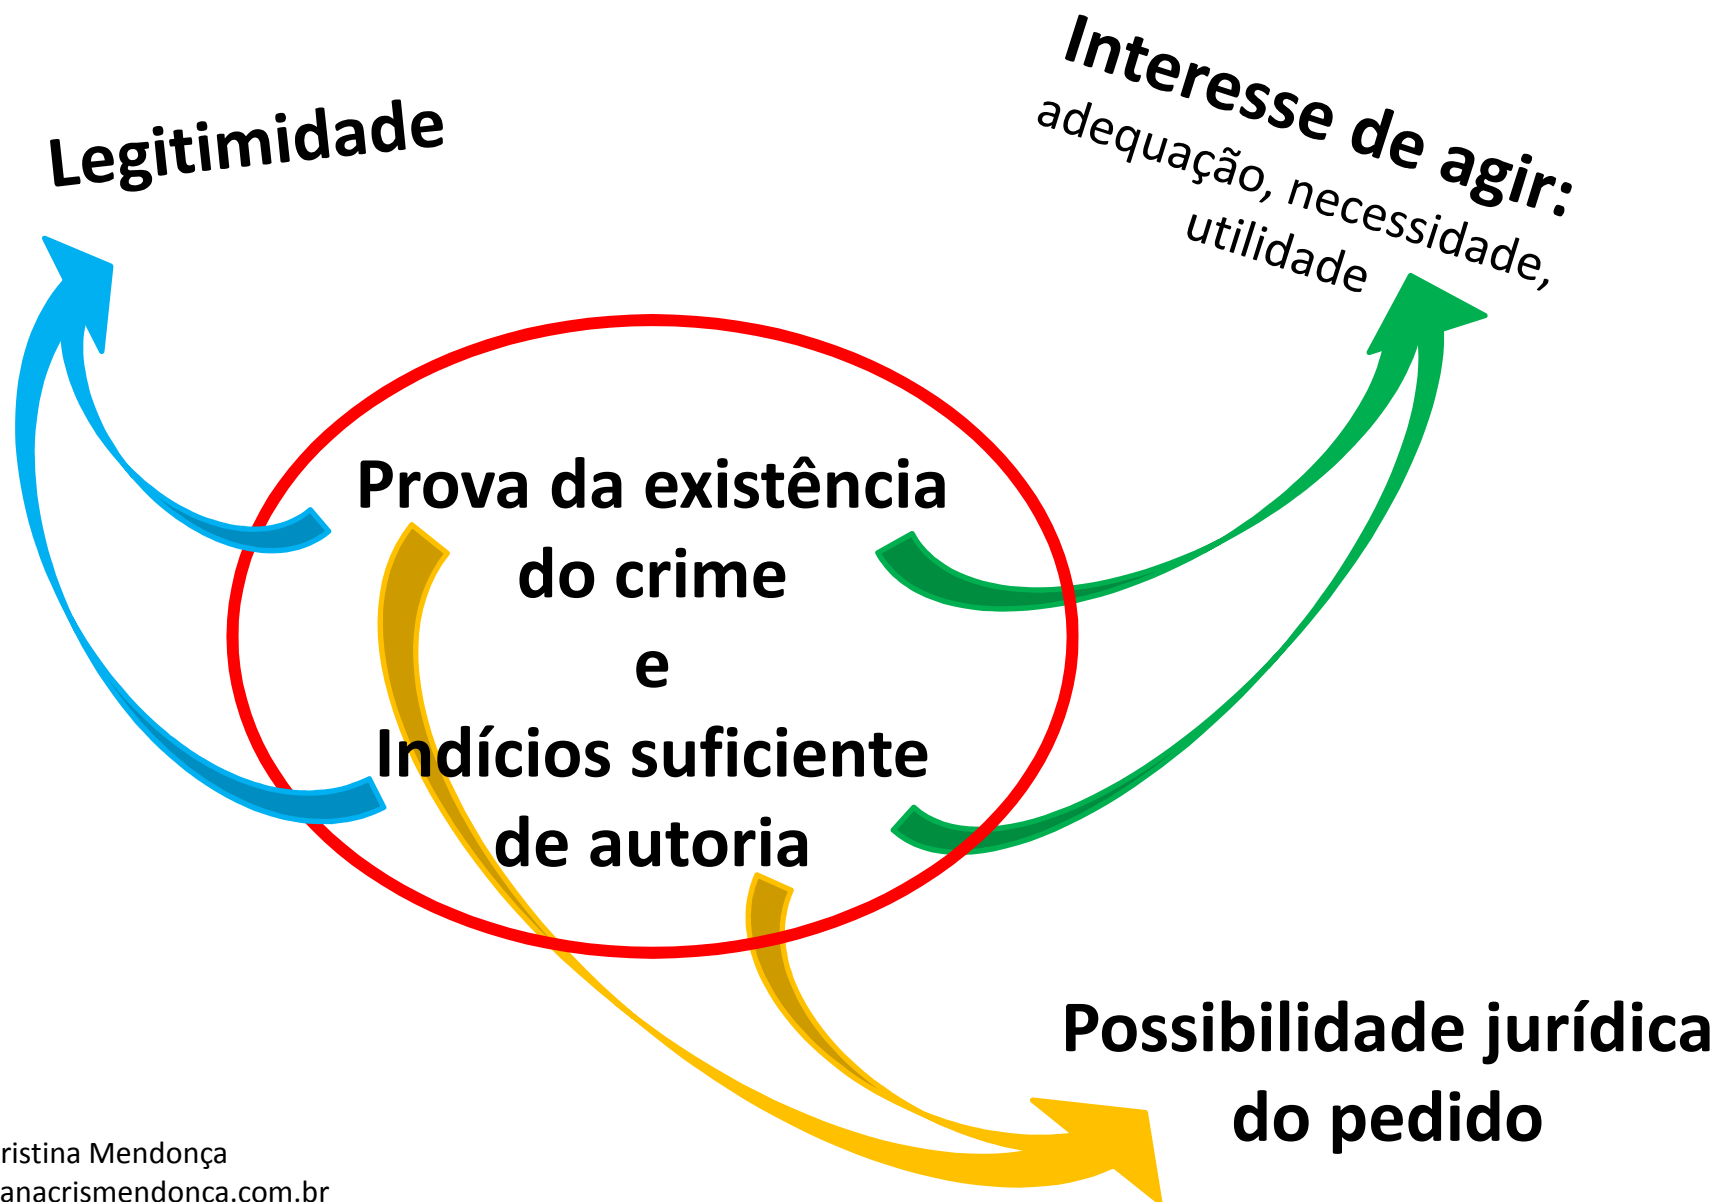 Legitimidade
Interesse de agir:
adequação, necessidade,
utilidade
Prova da existência
do crime
e
Indícios suficiente
de autoria
Possibilidade jurídica
do pedido
ristina Mendonça
anacrismendonca.com.br